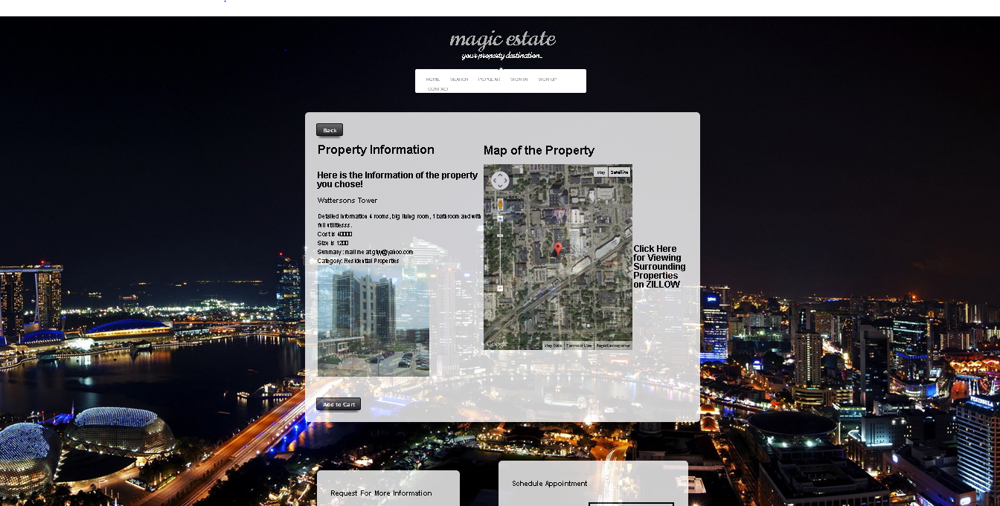 magic estate
your property destination...
HOME SEARCH POPULAR SIGN IN SIGN UP
CONTACT
Back
Property Information
Here is the Information of the property
you chose!
Wattersons Tower
Detailed Information 4 rooms, big living room, 1 bathroom and with
full utilitiesss.
Cost is 40000
Size is 1200
Summary : mail me at gtyy@yahoo.com
Category: Residential Properties
Add to Cart
Map of the Property
Map Satellite
Google
Map Data Terms of Use Report a map error
Click Here
for Viewing
Surrounding
Properties
on ZILLOW
Request For More Information
Schedule Appointment